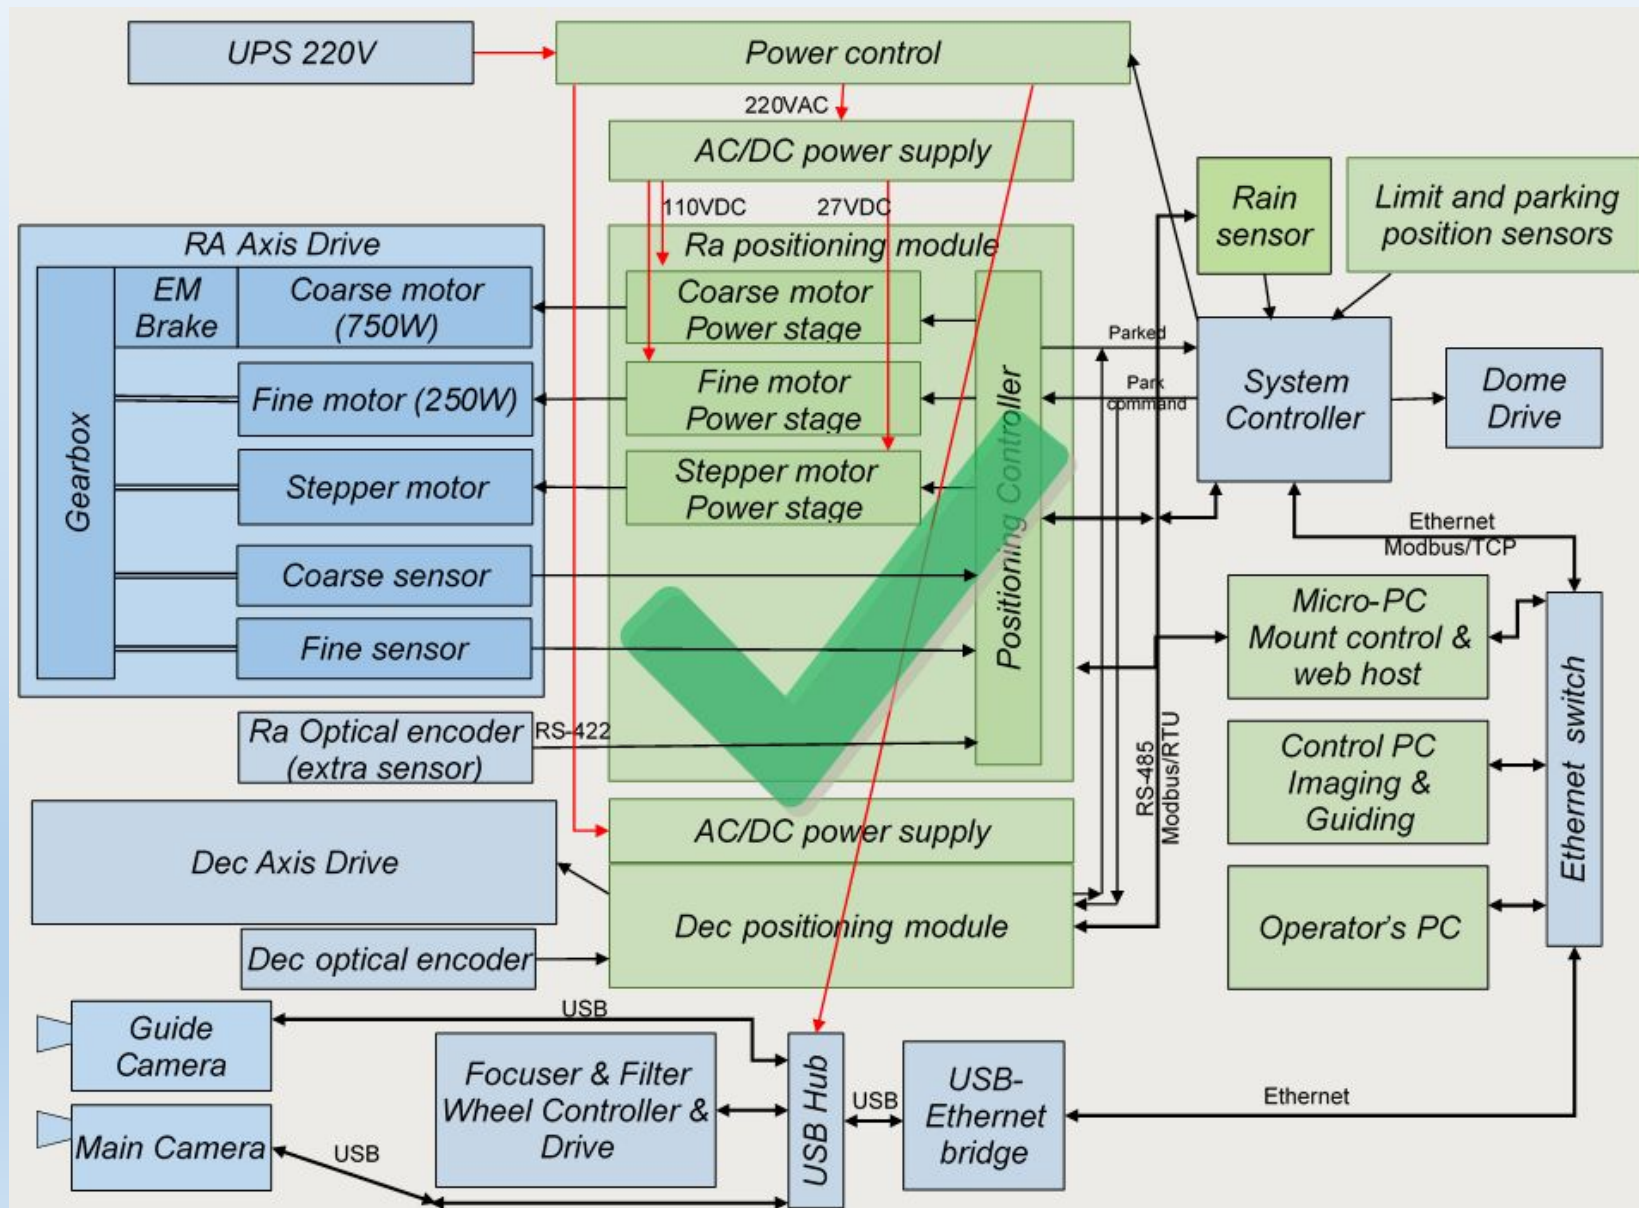 UPS 220V
Power control
220VAC
AC/DC power supply
110VDC
27VDC
Rain
sensor
Limit and parking
position sensors
RA Axis Drive
Ra positioning module
Gearbox
EM
Brake
Coarse motor
(750W)
Coarse motor
Power stage
Fine motor (250W)
Fine motor
Power stage
Stepper motor
Stepper motor
Power stage
Coarse sensor
Fine sensor
Positioning Controller
Parked
Park
command
System
Controller
Dome
Drive
Ethernet
Modbus/TCP
Micro-PC
Mount control &
web host
Ra Optical encoder
(extra sensor)
RS-422
RS-485
Modbus/RTU
Control PC
Imaging &
Guiding
Ethernet switch
AC/DC power supply
Dec Axis Drive
Dec positioning module
Operator's PC
Dec optical encoder
USB
Guide
Camera
Focuser & Filter
Wheel Controller &
Drive
USB Hub
USB
USB-
Ethernet
bridge
Ethernet
Main Camera
USB